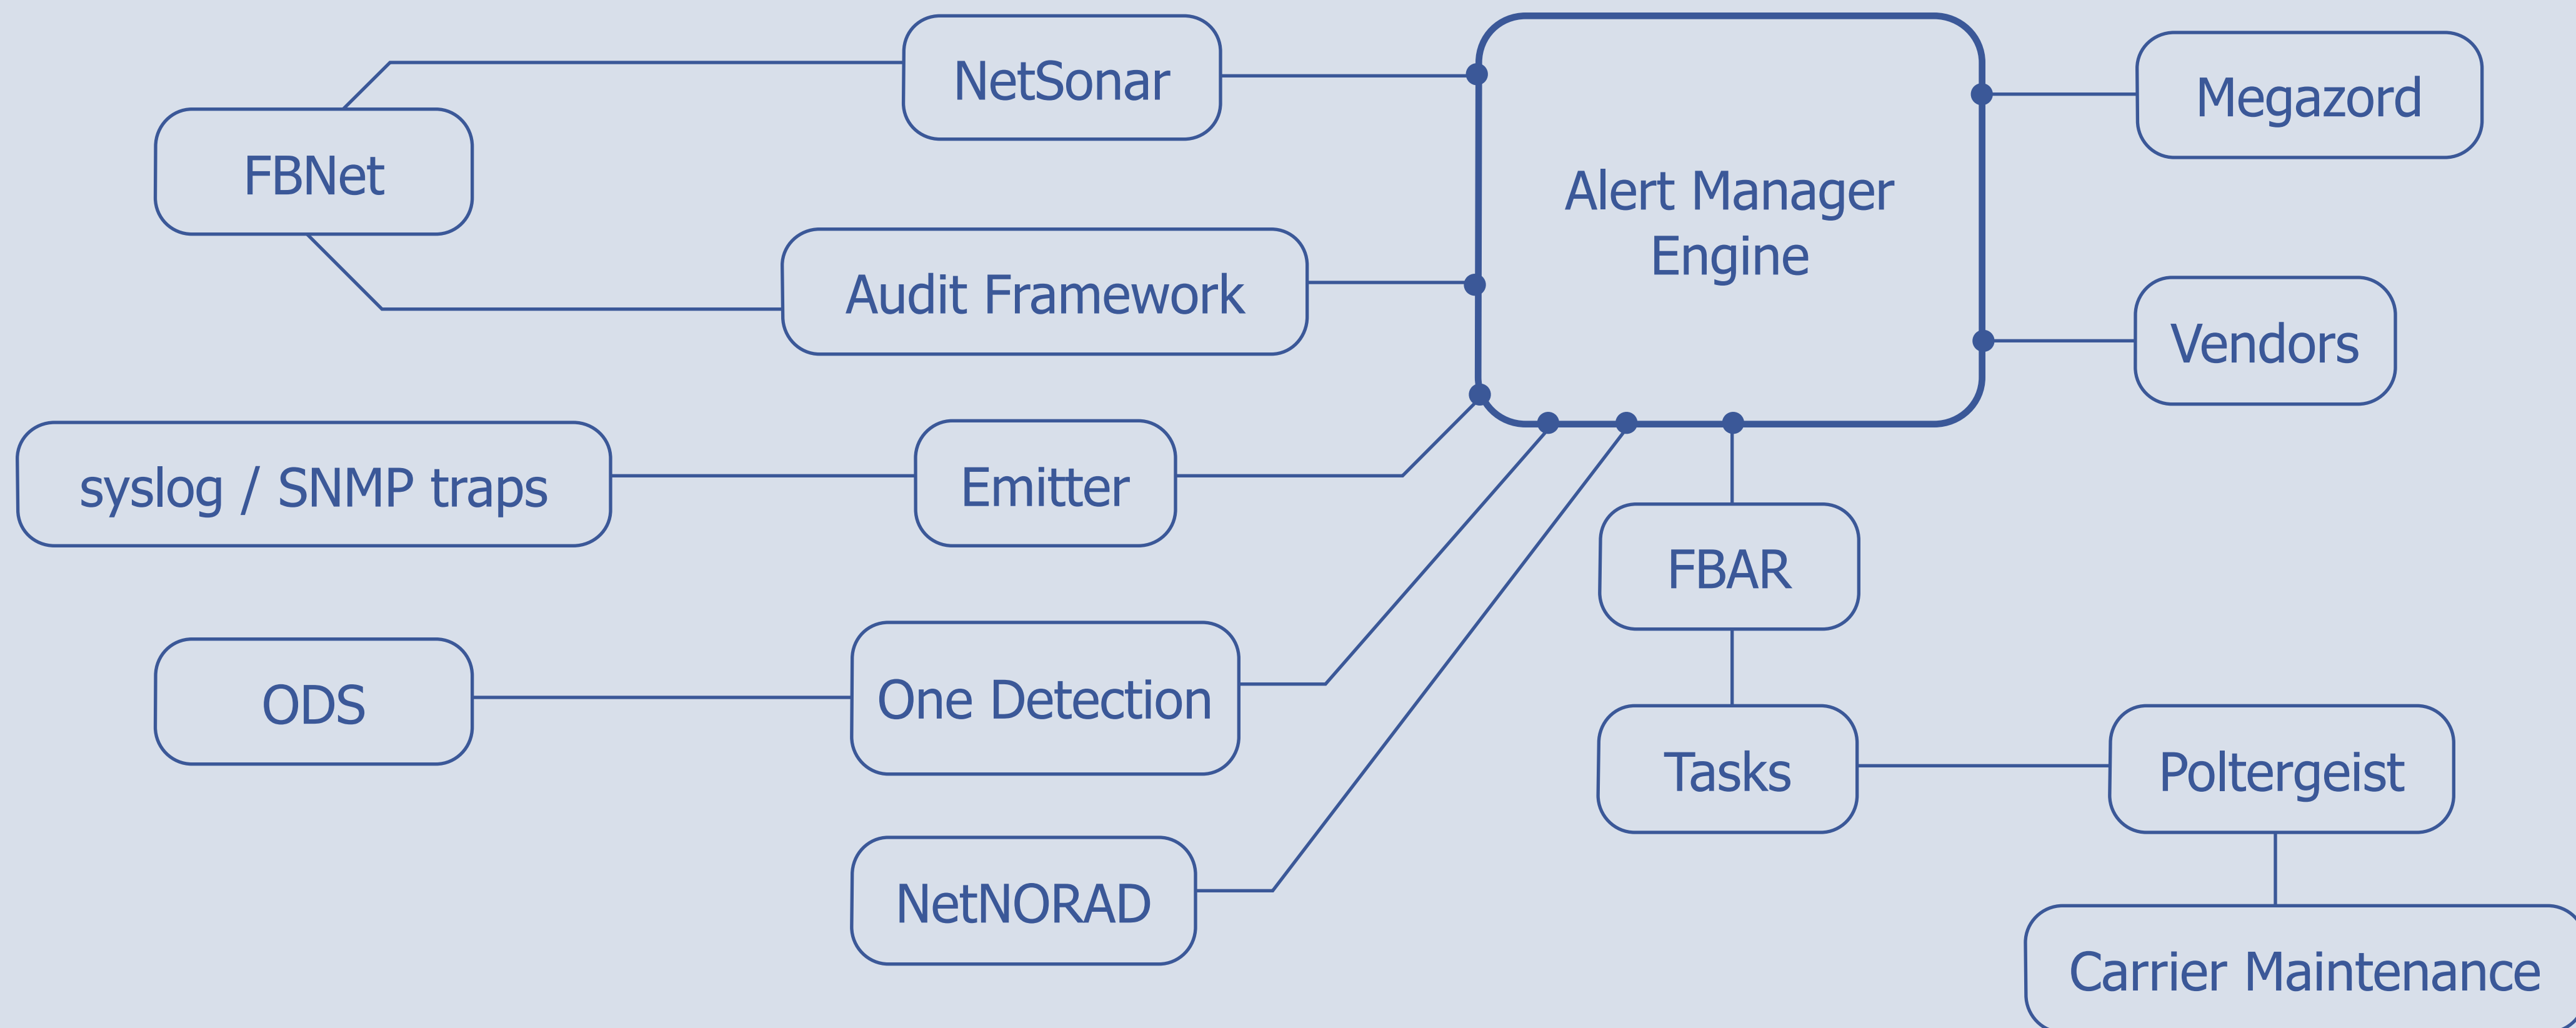 NetSonar
Megazord
FBNet
Alert Manager
Engine
Audit Framework
Vendors
syslog / SNMP traps
Emitter
FBAR
ODS
One Detection
Tasks
Poltergeist
NetNORAD
Carrier Maintenance